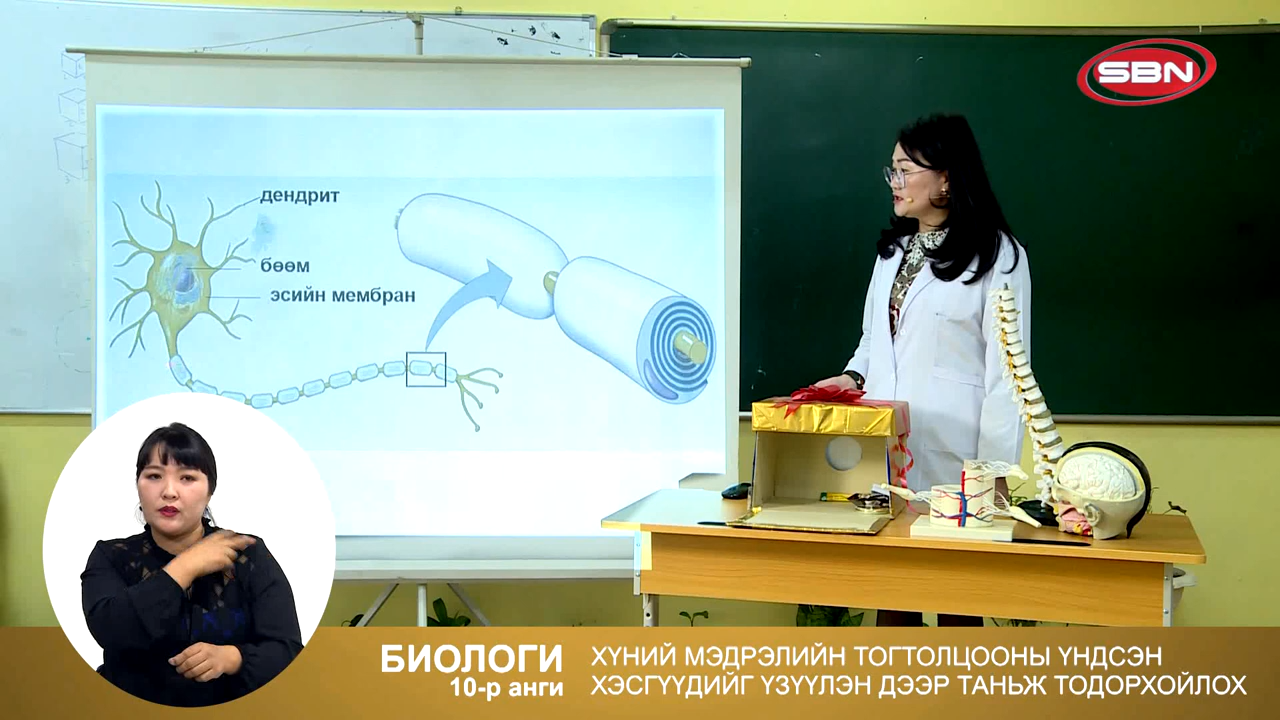 SBN
дендрит
бөөм
эсийн мембран
БИОЛОГИ
10-р анги
ХҮНИЙ МЭДРЭЛИЙН ТОГТОЛЦООНЫ ҮНДСЭН
ХЭСГҮҮДИЙГ ҮЗҮҮЛЭН ДЭЭР ТАНЬЖ ТОДОРХОЙЛОХ